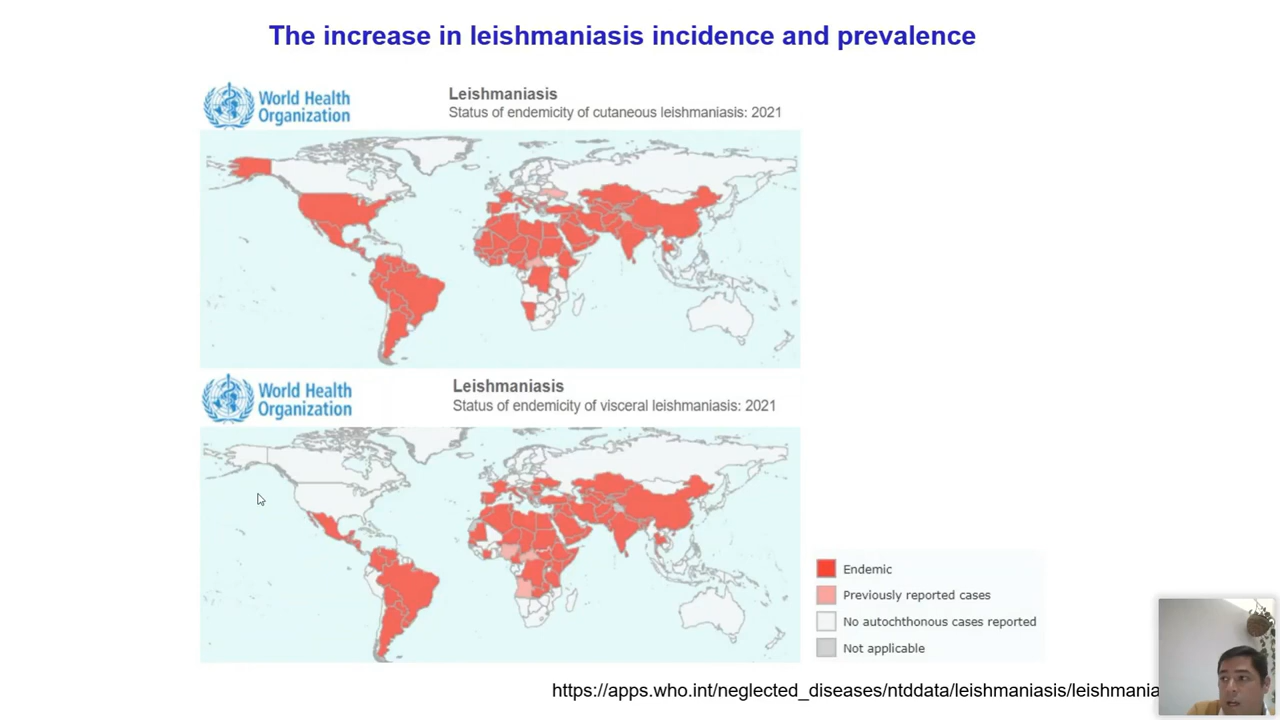 The increase in leishmaniasis incidence and prevalence
World Health
Organization
Leishmaniasis
Status of endemicity of cutaneous leishmaniasis: 2021
World Health
Organization
Leishmaniasis
Status of endemicity of visceral leishmaniasis: 2021
Endemic
Previously reported cases
No autochthonous cases reported
Not applicable
https://apps.who.int/neglected_diseases/ntddata/leishmaniasis/leishmania